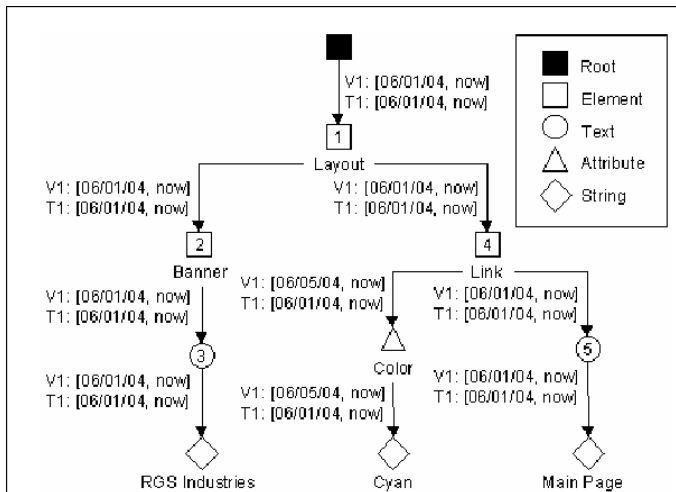 Root
V1: [06/01/04, now]
T1: [06/01/04, now]
Element
1
Text
Layout
Attribute
V1: [06/01/04, now]
T1: [06/01/04, now]
V1: [06/01/04, now]
T1: [06/01/04, now]
String
2
4
Banner
Link
V1: [06/01/04, now]
T1: [06/01/04, now]
V1: [06/05/04, now]
T1: [06/01/04, now]
V1: [06/01/04, now]
T1: [06/01/04, now]
3
Color
5
V1: [06/01/04, now]
T1: [06/01/04, now]
V1: [06/05/04, now]
T1: [06/01/04, now]
V1: [06/01/04, now]
T1: [06/01/04, now]
RGS Industries
Cyan
Main Page